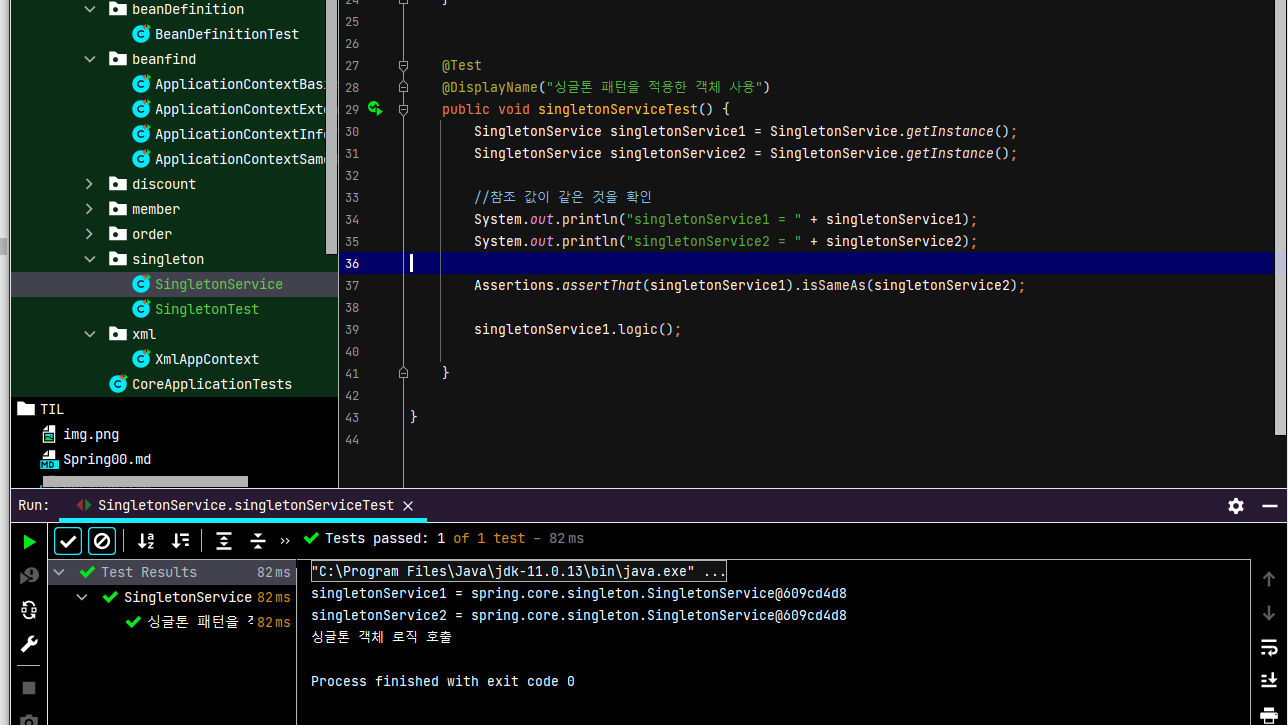 beanDefinition
BeanDefinitionTest
beanfind
ApplicationContextBas
ApplicationContextExt
ApplicationContextInf
ApplicationContextSam
discount
member
order
singleton
SingletonService
SingletonTest
xml
XmlAppContext
CoreApplicationTests
TIL
img.png
Spring00.md
24 }
25
26
27 @Test
28 @DisplayName("싱글톤 패턴을 적용한 객체 사용")
29 public void singletonServiceTest() {
30 SingletonService singletonService1 = SingletonService.getInstance();
31 SingletonService singletonService2 = SingletonService.getInstance();
32
33 //참조 값이 같은 것을 확인
34 System.out.println("singletonService1 = " + singletonService1);
35 System.out.println("singletonService2 = " + singletonService2);
36
37 Assertions.assertThat(singletonService1).isSameAs(singletonService2);
38
39 singletonService1.logic();
40
41 }
42
43 }
44
Run: SingletonService.singletonServiceTest
Tests passed: 1 of 1 test – 82 ms
Test Results 82 ms
SingletonService 82 ms
싱글톤 패턴을 82 ms
"C:\Program Files\Java\jdk-11.0.13\bin\java.exe" ...
singletonService1 = spring.core.singleton.SingletonService@609cd4d8
singletonService2 = spring.core.singleton.SingletonService@609cd4d8
싱글톤 객체 로직 호출
Process finished with exit code 0